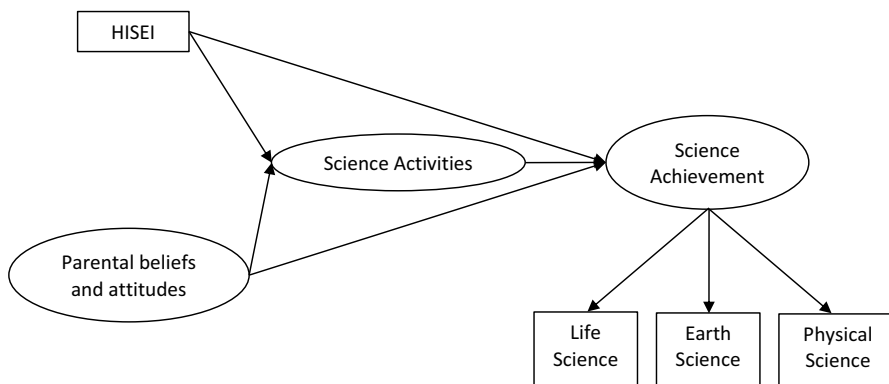 HISEI
Science Activities
Science
Achievement
Parental beliefs
and attitudes
Life
Science
Earth
Science
Physical
Science